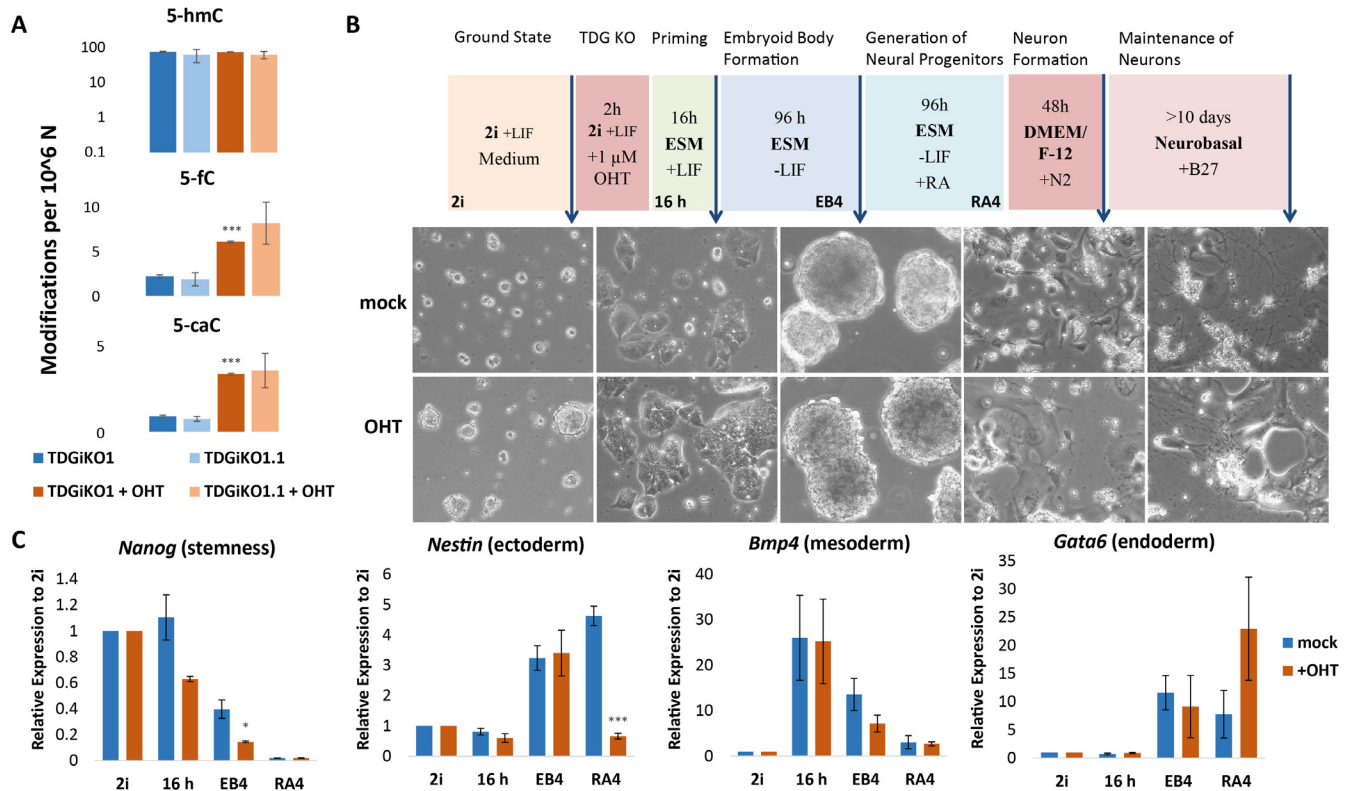 A
5-hmC
100
10
1
0.1
5-fC
10
5
0
5-caC
5
0
Modifications per 10^6 N
***
***
TDGiKO1
TDGiKO1.1
TDGiKO1 + OHT
TDGiKO1.1 + OHT
B
Ground State
TDG KO
Priming
Embryoid Body
Formation
Generation of
Neural Progenitors
Neuron
Formation
Maintenance of
Neurons
2i +LIF
Medium
2i
2h
2i +LIF
+1 µM
OHT
16h
ESM
+LIF
16 h
96 h
ESM
-LIF
EB4
96h
ESM
-LIF
+RA
RA4
48h
DMEM/
F-12
+N2
>10 days
Neurobasal
+B27
mock
OHT
C
Nanog (stemness)
Relative Expression to 2i
1.4
1.2
1
0.8
0.6
0.4
0.2
0
*
2i
16 h
EB4
RA4
Nestin (ectoderm)
Relative Expression to 2i
6
5
4
3
2
1
0
***
2i
16 h
EB4
RA4
Bmp4 (mesoderm)
Relative Expression to 2i
40
30
20
10
0
2i
16 h
EB4
RA4
Gata6 (endoderm)
Relative Expression to 2i
35
30
25
20
15
10
5
0
2i
16 h
EB4
RA4
mock
+OHT